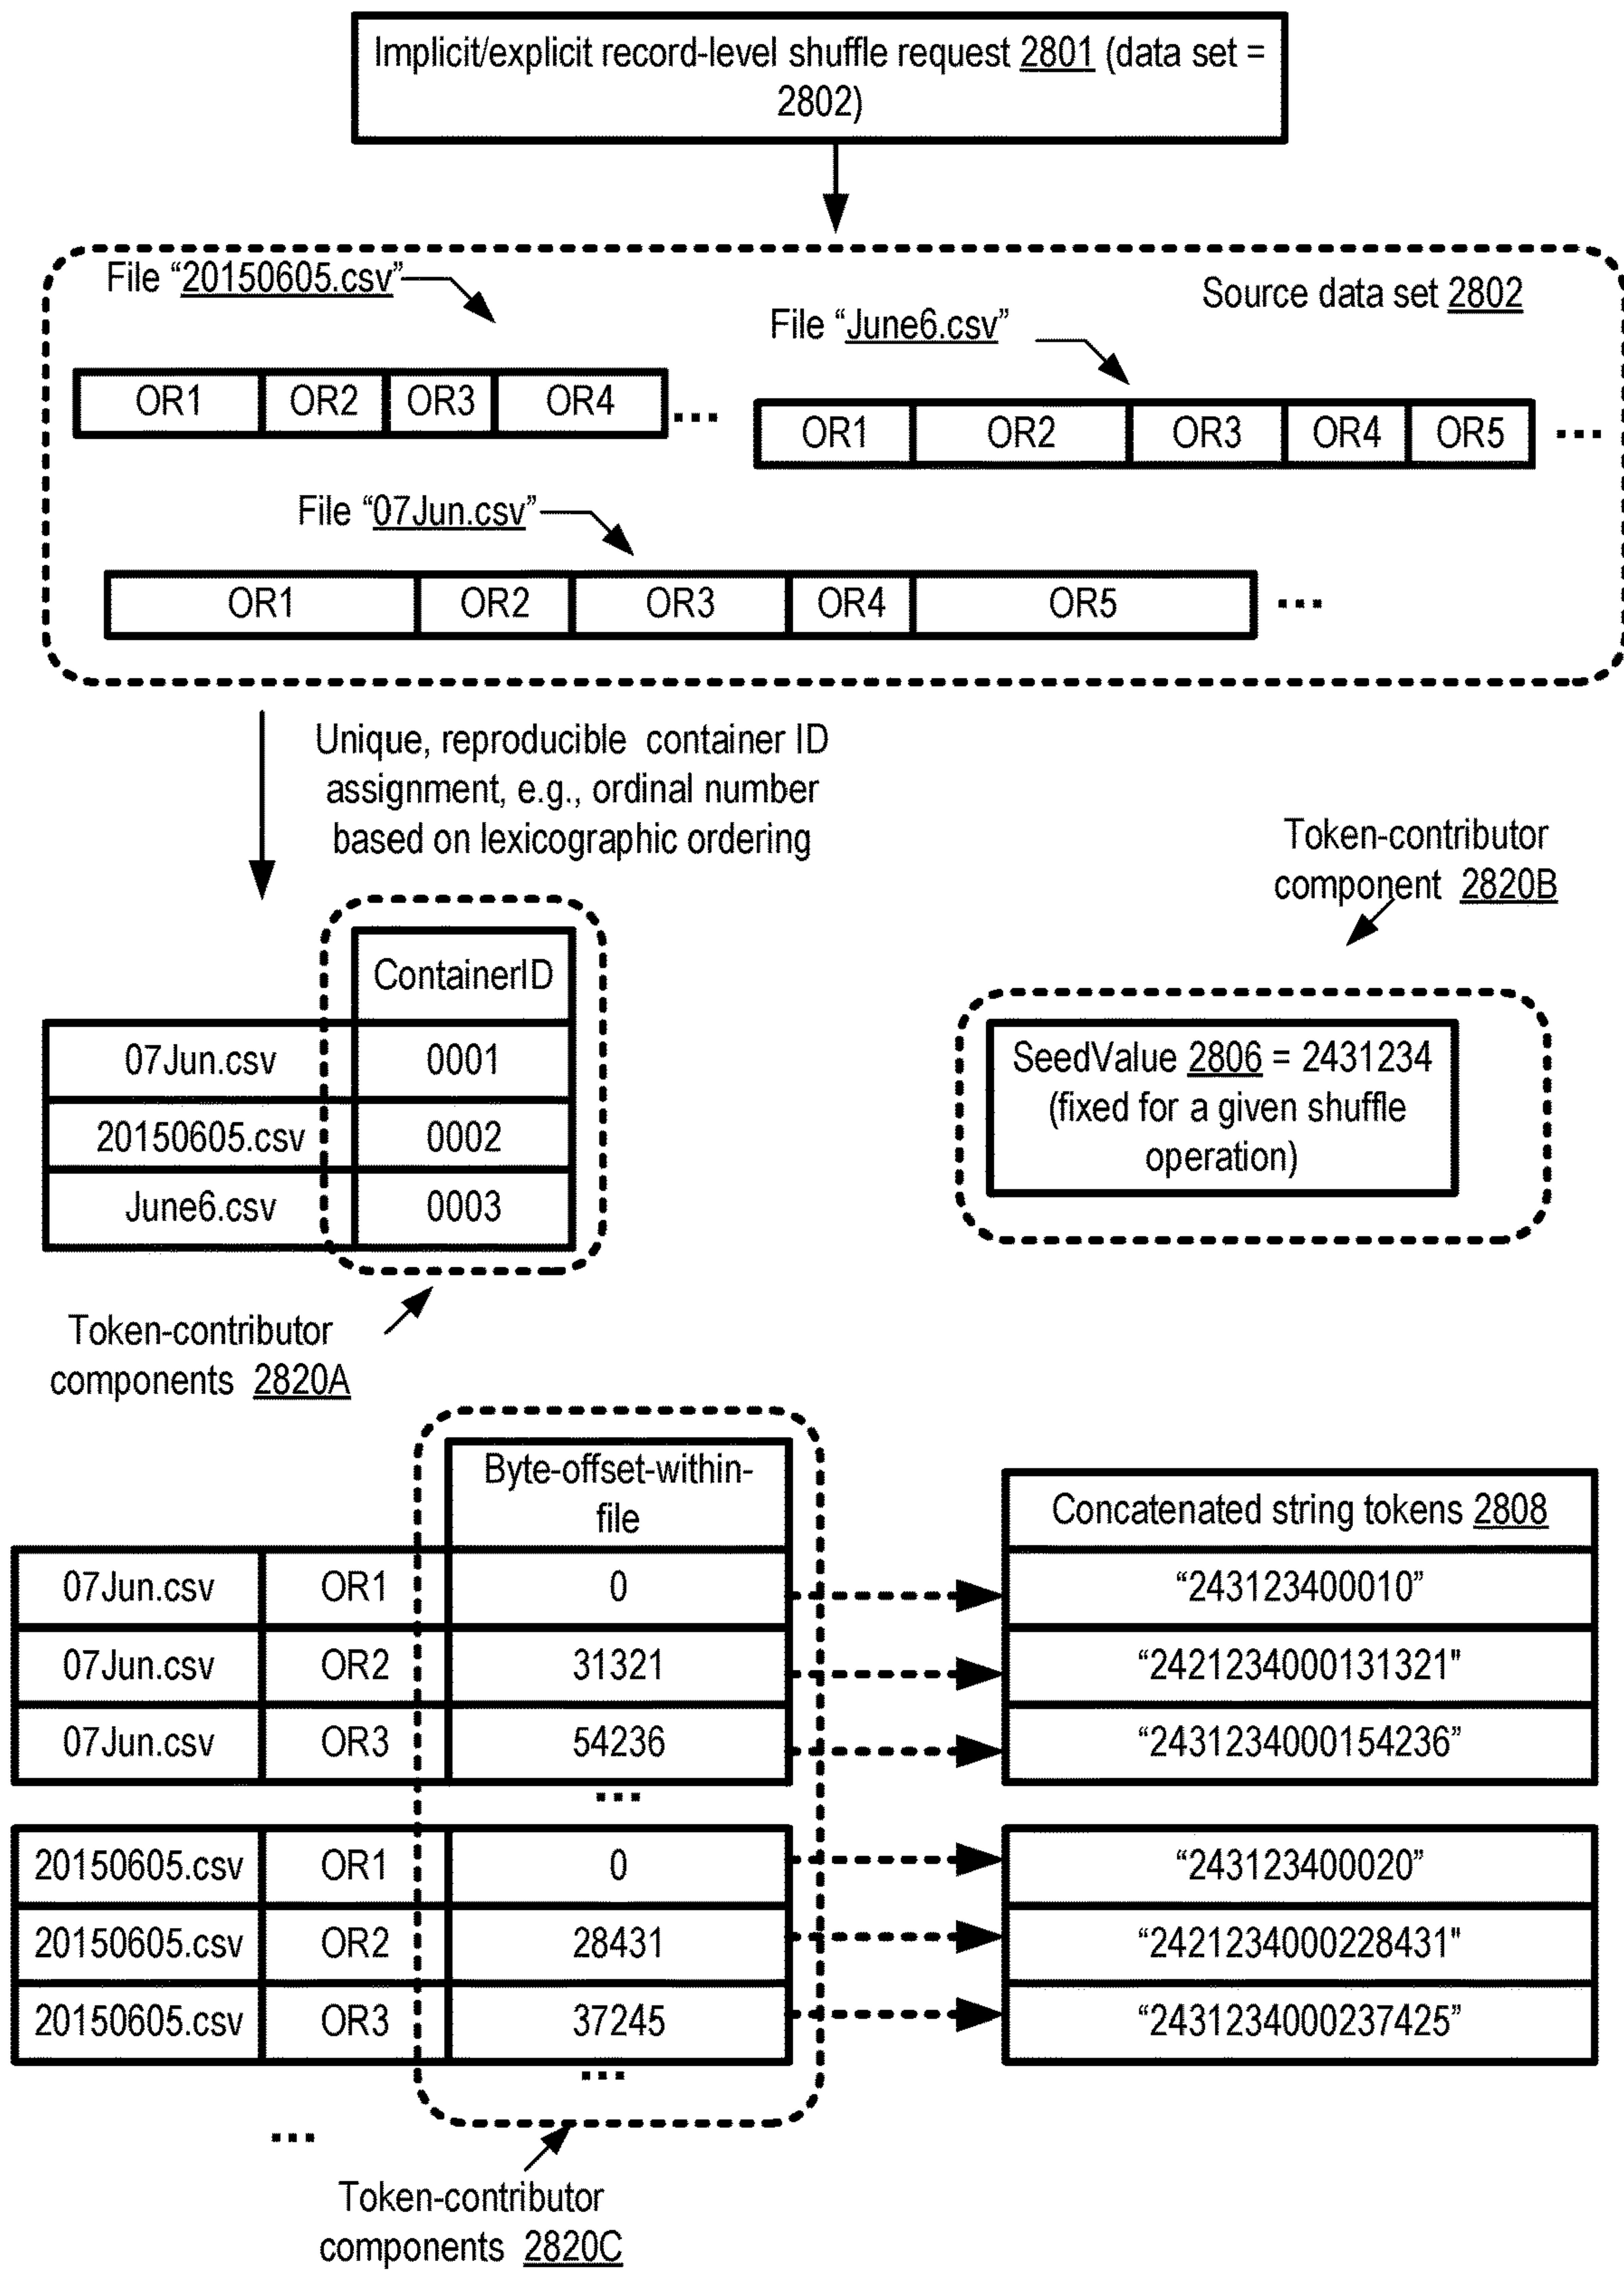 Implicit/explicit record-level shuffle request 2801 (data set =
2802)
File “20150605.csv”
Source data set 2802
File “June6.csv”
OR1 OR2 OR3 OR4 ...
OR1 OR2 OR3 OR4 OR5 ...
File “07Jun.csv”
OR1 OR2 OR3 OR4 OR5 ...
Unique, reproducible container ID
assignment, e.g., ordinal number
based on lexicographic ordering
Token-contributor
component 2820B
ContainerID
07Jun.csv 0001
20150605.csv 0002
June6.csv 0003
SeedValue 2806 = 2431234
(fixed for a given shuffle
operation)
Token-contributor
components 2820A
Byte-offset-within-
file
Concatenated string tokens 2808
07Jun.csv OR1 0 “243123400010”
07Jun.csv OR2 31321 “2421234000131321"
07Jun.csv OR3 54236 “2431234000154236”
...
20150605.csv OR1 0 “243123400020”
20150605.csv OR2 28431 “2421234000228431"
20150605.csv OR3 37245 “2431234000237425”
...
...
Token-contributor
components 2820C